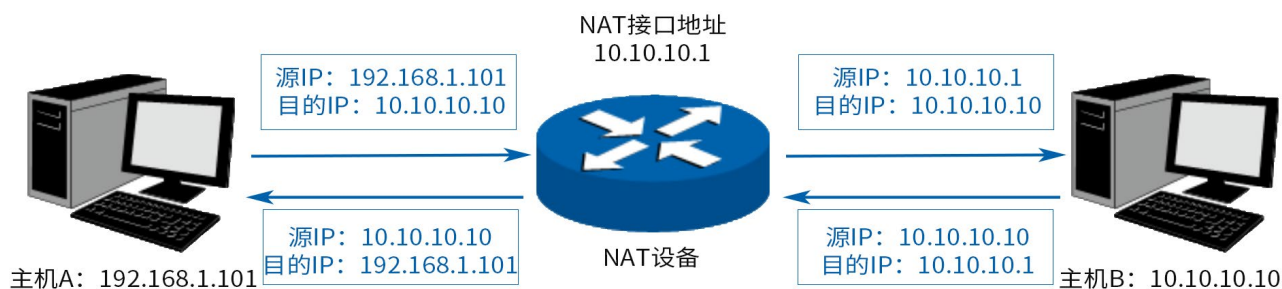 NAT接口地址
10.10.10.1
源IP：192.168.1.101
目的IP：10.10.10.10
源IP：10.10.10.1
目的IP：10.10.10.10
源IP：10.10.10.10
目的IP：192.168.1.101
源IP：10.10.10.10
目的IP：10.10.10.1
NAT设备
主机A：192.168.1.101
主机B：10.10.10.10